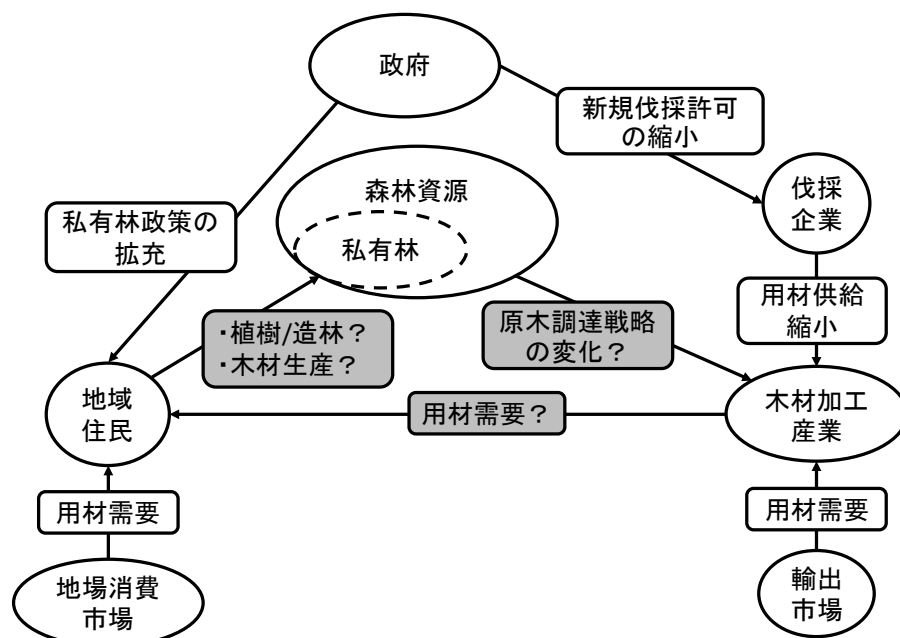 政府
新規伐採許可
の縮小
森林資源
伐採
企業
私有林政策の
拡充
私有林
用材供給
縮小
・植樹/造林？
・木材生産？
原木調達戦略
の変化？
地域
住民
用材需要？
木材加工
産業
用材需要
用材需要
地場消費
市場
輸出
市場